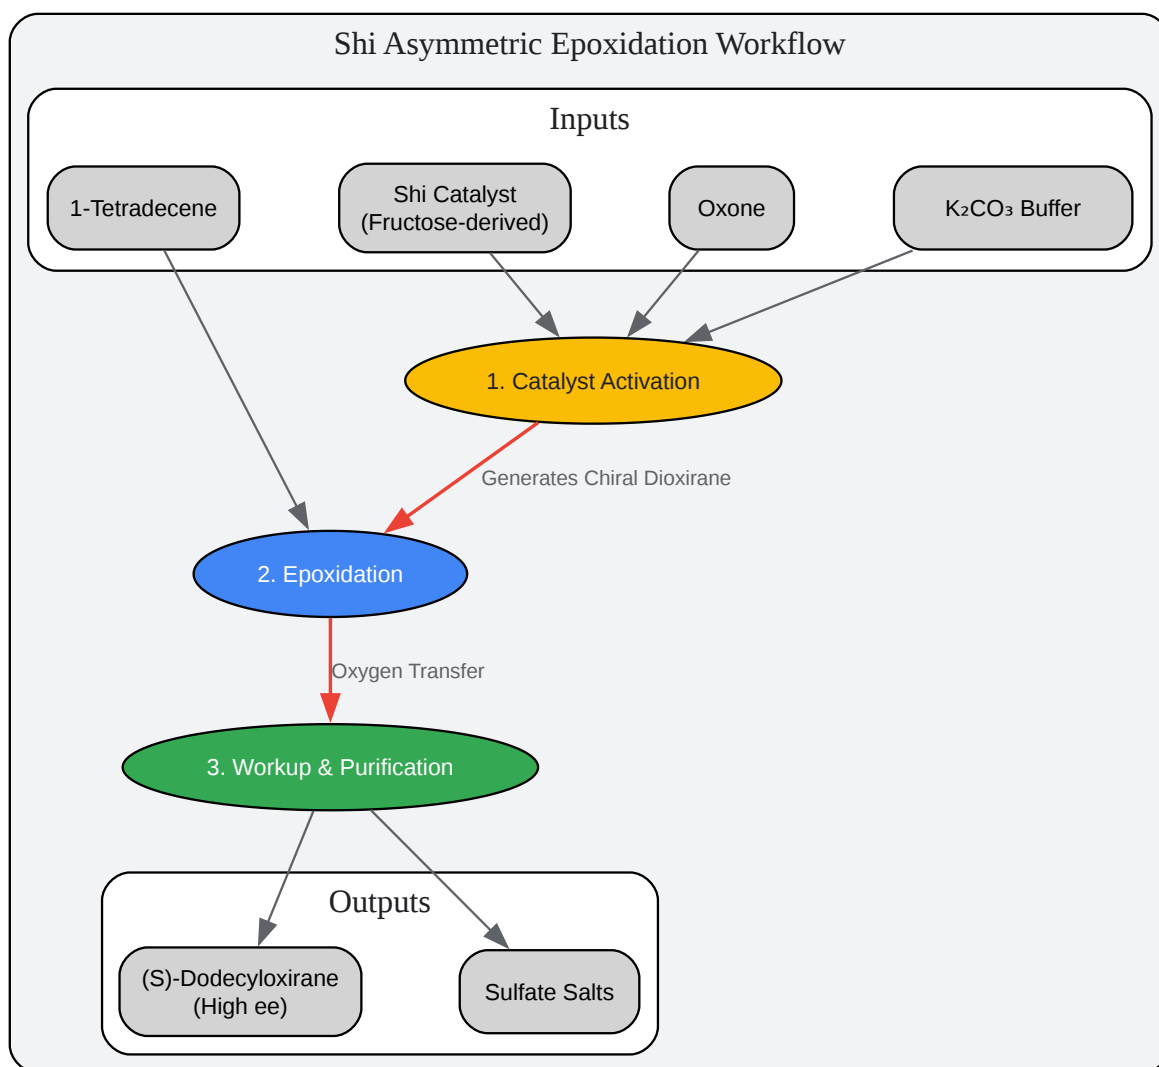 Shi Asymmetric Epoxidation Workflow
Inputs
1-Tetradecene
Shi Catalyst
(Fructose-derived)
Oxone
K₂CO₃ Buffer
1. Catalyst Activation
Generates Chiral Dioxirane
2. Epoxidation
Oxygen Transfer
3. Workup & Purification
Outputs
(S)-Dodecyloxirane
(High ee)
Sulfate Salts